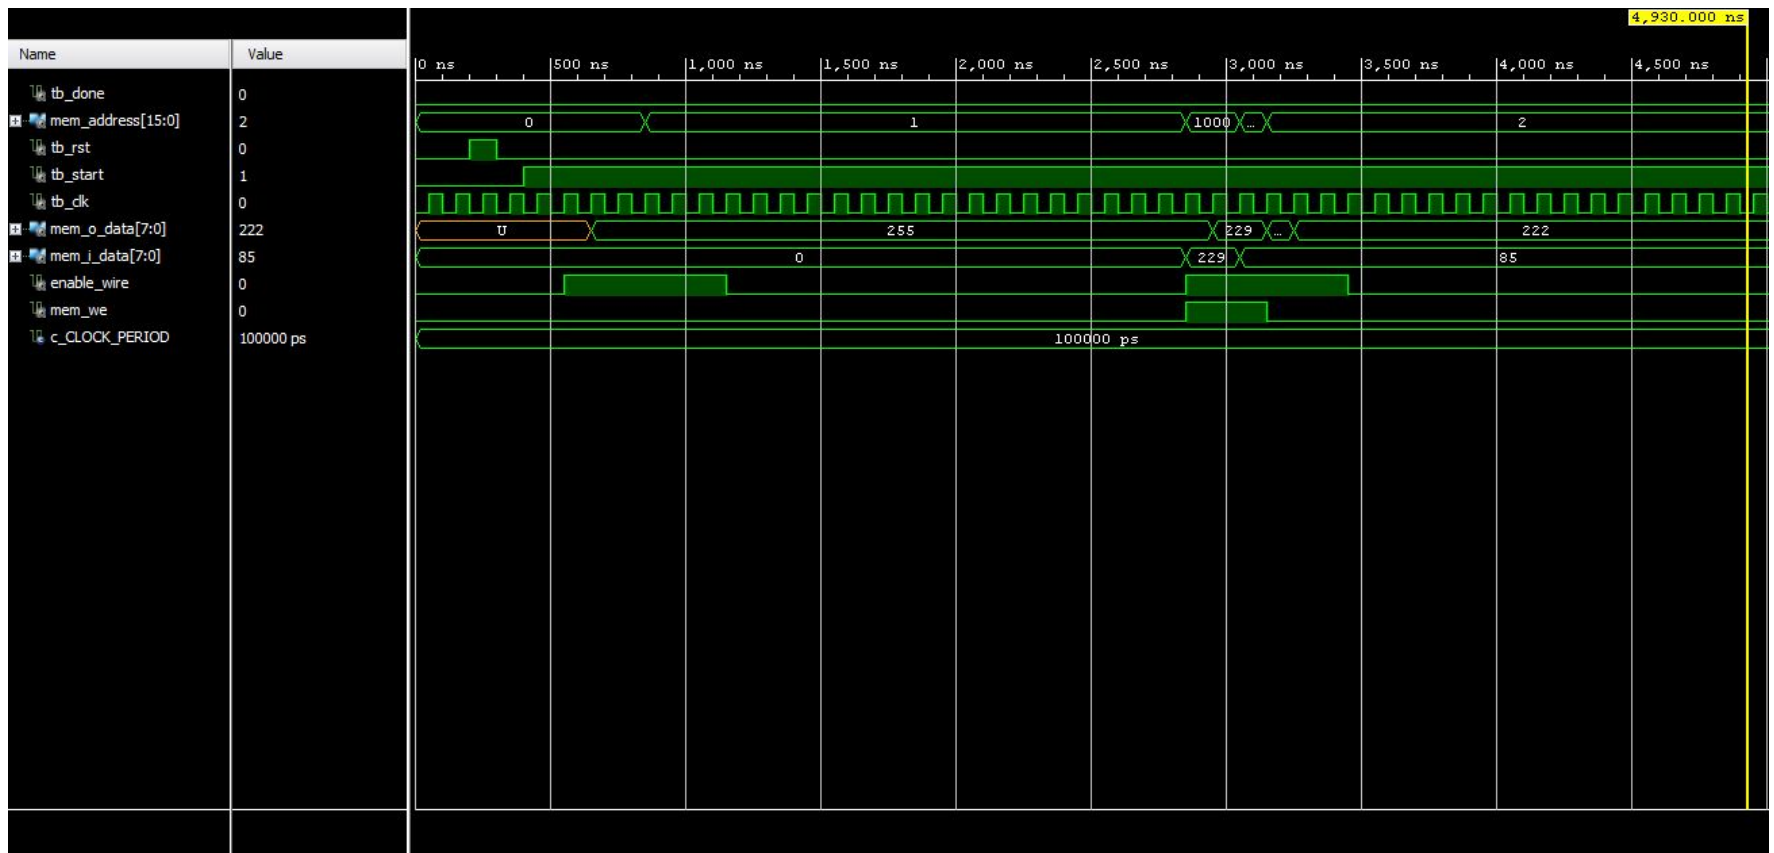 4,930.000 ns
Name Value
0 ns 500 ns 1,000 ns 1,500 ns 2,000 ns 2,500 ns 3,000 ns 3,500 ns 4,000 ns 4,500 ns
tb_done 0
mem_address[15:0] 2 0 1 1000 ... 2
tb_rst 0
tb_start 1
tb_clk 0
mem_o_data[7:0] 222 U 255 229 ... 222
mem_i_data[7:0] 85 0 229 85
enable_wire 0
mem_we 0
c_CLOCK_PERIOD 100000 ps 100000 ps